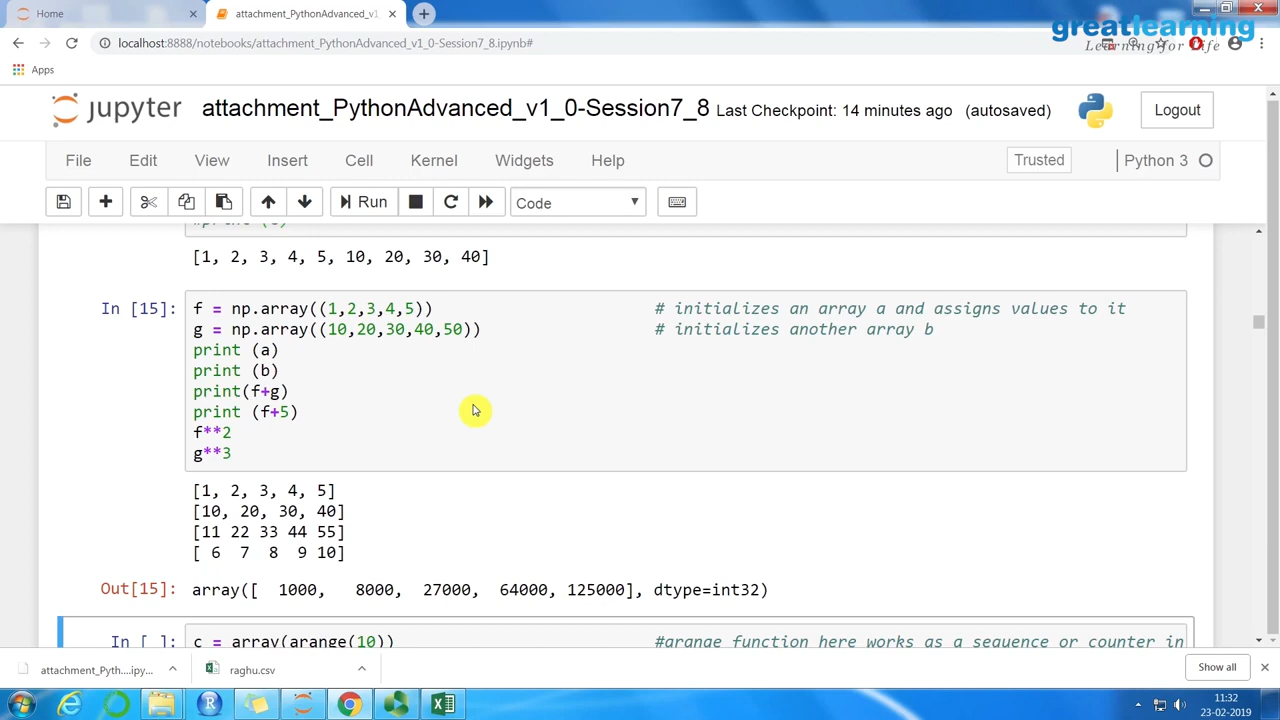 Home
attachment_PythonAdvanced_v1_
greatlearning
Learning for Life
localhost:8888/notebooks/attachment_PythonAdvanced_v1_0-Session7_8.ipynb#
Apps
jupyter attachment_PythonAdvanced_v1_0-Session7_8 Last Checkpoint: 14 minutes ago (autosaved)
Logout
File Edit View Insert Cell Kernel Widgets Help Trusted Python 3
Run Code
[1, 2, 3, 4, 5, 10, 20, 30, 40]
In [15]: f = np.array((1,2,3,4,5)) # initializes an array a and assigns values to it
g = np.array((10,20,30,40,50)) # initializes another array b
print (a)
print (b)
print(f+g)
print (f+5)
f**2
g**3
[1, 2, 3, 4, 5]
[10, 20, 30, 40]
[11 22 33 44 55]
[ 6 7 8 9 10]
Out[15]: array([ 1000, 8000, 27000, 64000, 125000], dtype=int32)
In [ ]: c = array(arange(10)) #arange function here works as a sequence or counter in
attachment_Pyth....ipy...
raghu.csv
Show all
11:32
23-02-2019